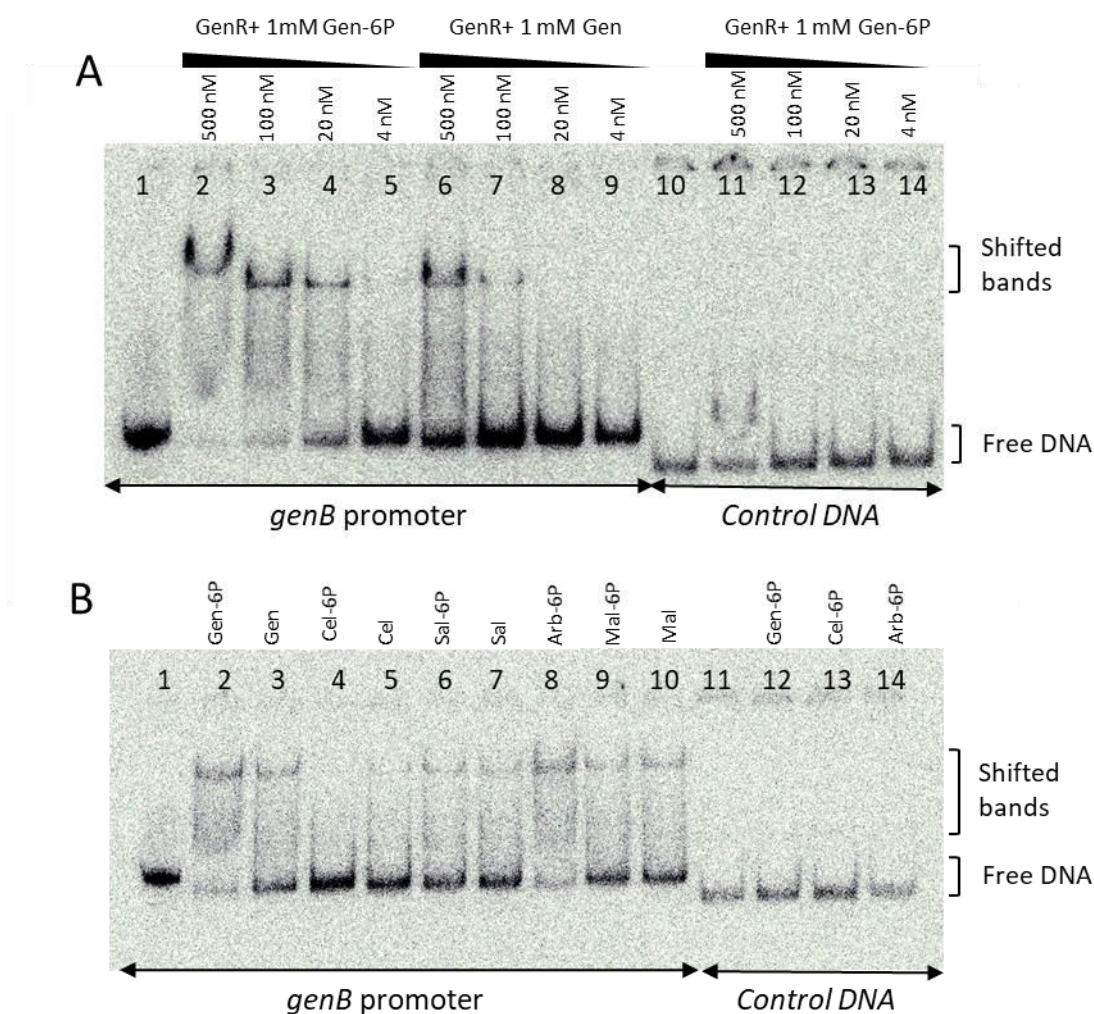 GenR+ 1mM Gen-6P GenR+ 1 mM Gen GenR+ 1 mM Gen-6P
A
500 nM 100 nM 20 nM 4 nM 500 nM 100 nM 20 nM 4 nM 500 nM 100 nM 20 nM 4 nM
1 2 3 4 5 6 7 8 9 10 11 12 13 14
Shifted
bands
Free DNA
genB promoter Control DNA
B
Gen-6P Gen Cel-6P Cel Sal-6P Sal Arb-6P Mal-6P Mal Gen-6P Cel-6P Arb-6P
1 2 3 4 5 6 7 8 9 10 11 12 13 14
Shifted
bands
Free DNA
genB promoter Control DNA